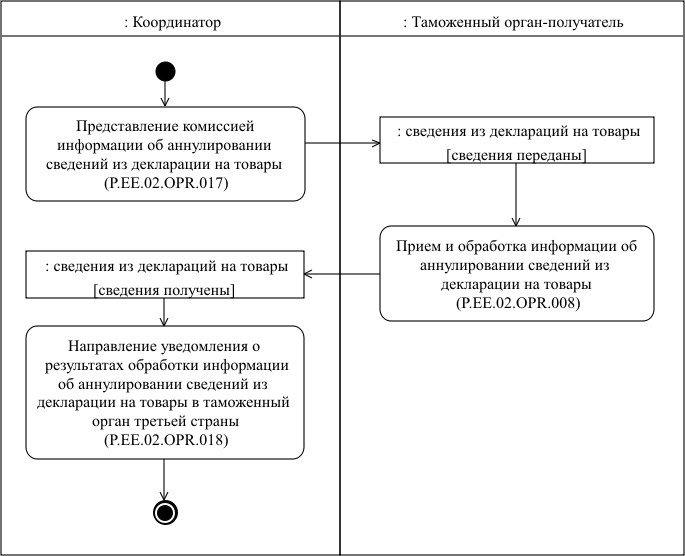 : Координатор
: Таможенный орган-получатель
Представление комиссией
информации об аннулировании
сведений из декларации на товары
(P.EE.02.OPR.017)
: сведения из деклараций на товары
[сведения переданы]
Прием и обработка информации об
аннулировании сведений из
декларации на товары
(P.EE.02.OPR.008)
: сведения из деклараций на товары
[сведения получены]
Направление уведомления о
результатах обработки информации
об аннулировании сведений из
декларации на товары в таможенный
орган третьей страны
(P.EE.02.OPR.018)